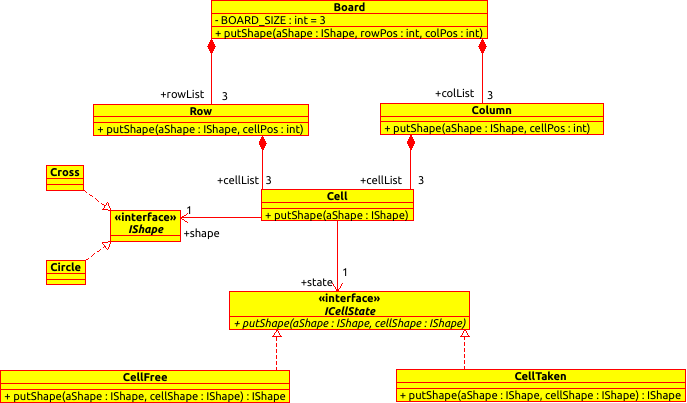 Board
- BOARD_SIZE : int = 3
+ putShape(aShape : IShape, rowPos : int, colPos : int)
+rowList
3
+colList
3
Row
+ putShape(aShape : IShape, cellPos : int)
Column
+ putShape(aShape : IShape, cellPos : int)
+cellList
3
+cellList
3
Cross
Cell
+ putShape(aShape : IShape)
«interface»
IShape
1
+shape
Circle
+state
1
«interface»
ICellState
+ putShape(aShape : IShape, cellShape : IShape)
CellFree
+ putShape(aShape : IShape, cellShape : IShape) : IShape
CellTaken
+ putShape(aShape : IShape, cellShape : IShape) : IShape